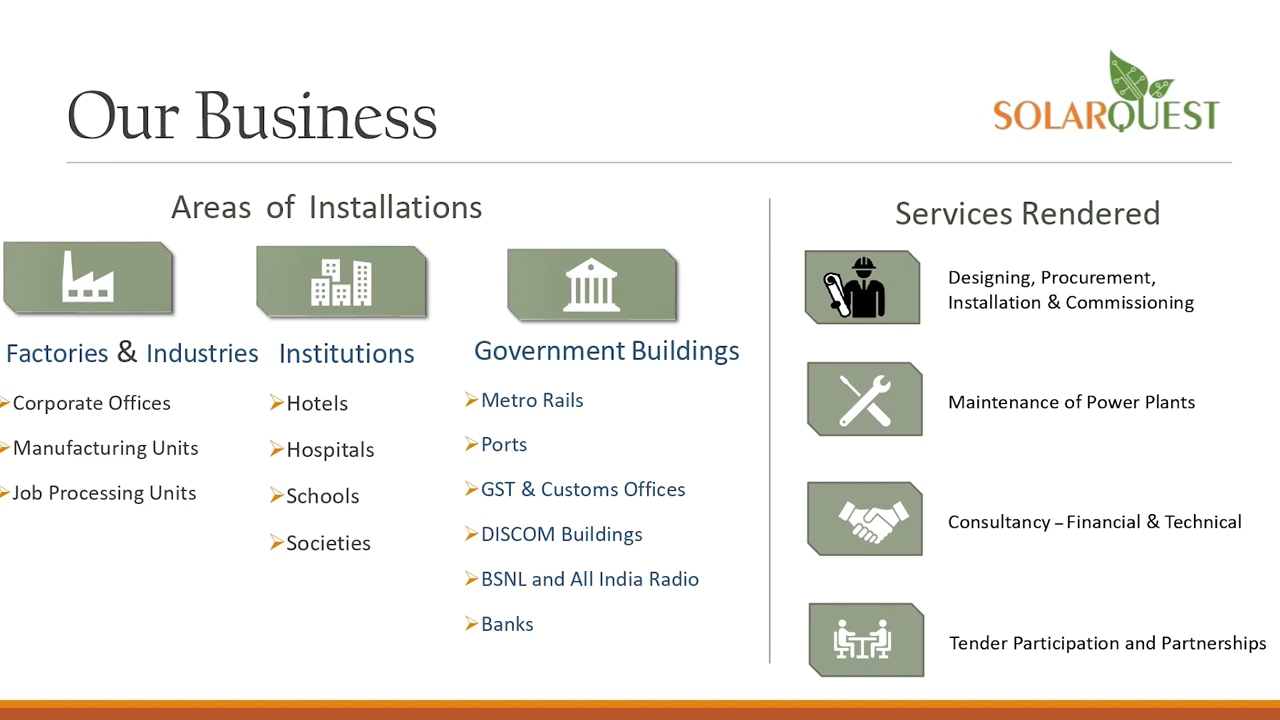 Our Business
SOLARQUEST
Areas of Installations
Factories & Industries
Corporate Offices
Manufacturing Units
Job Processing Units
Institutions
Hotels
Hospitals
Schools
Societies
Government Buildings
Metro Rails
Ports
GST & Customs Offices
DISCOM Buildings
BSNL and All India Radio
Banks
Services Rendered
Designing, Procurement,
Installation & Commissioning
Maintenance of Power Plants
Consultancy – Financial & Technical
Tender Participation and Partnerships